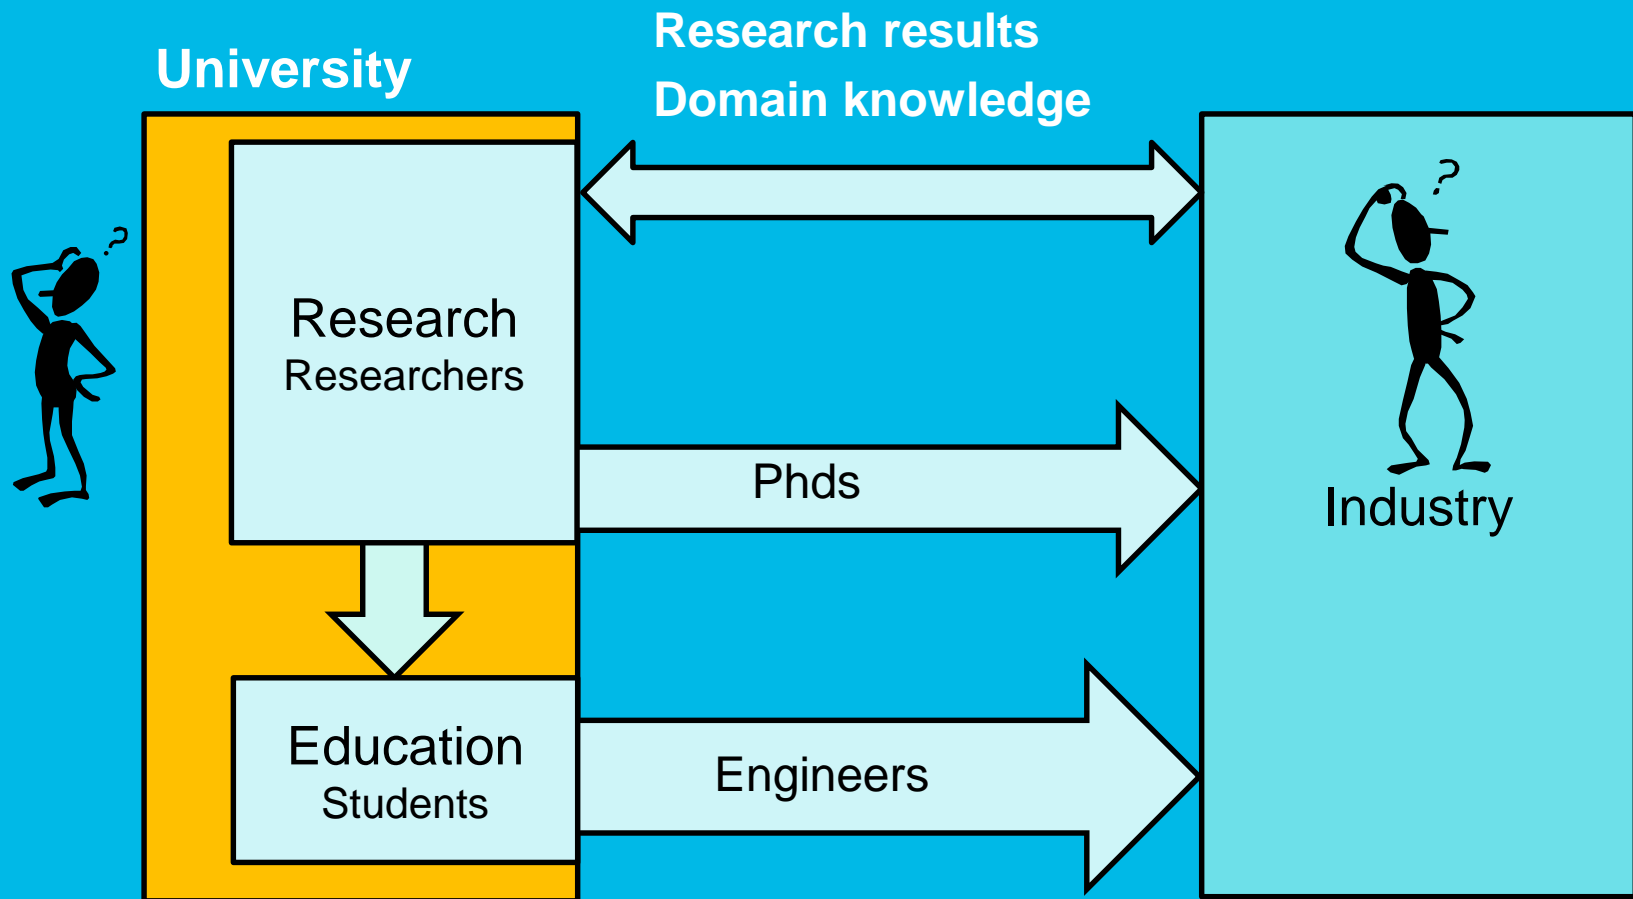 University
Research results
Domain knowledge
?
?
Research
Researchers
Phds
Industry
Education
Students
Engineers